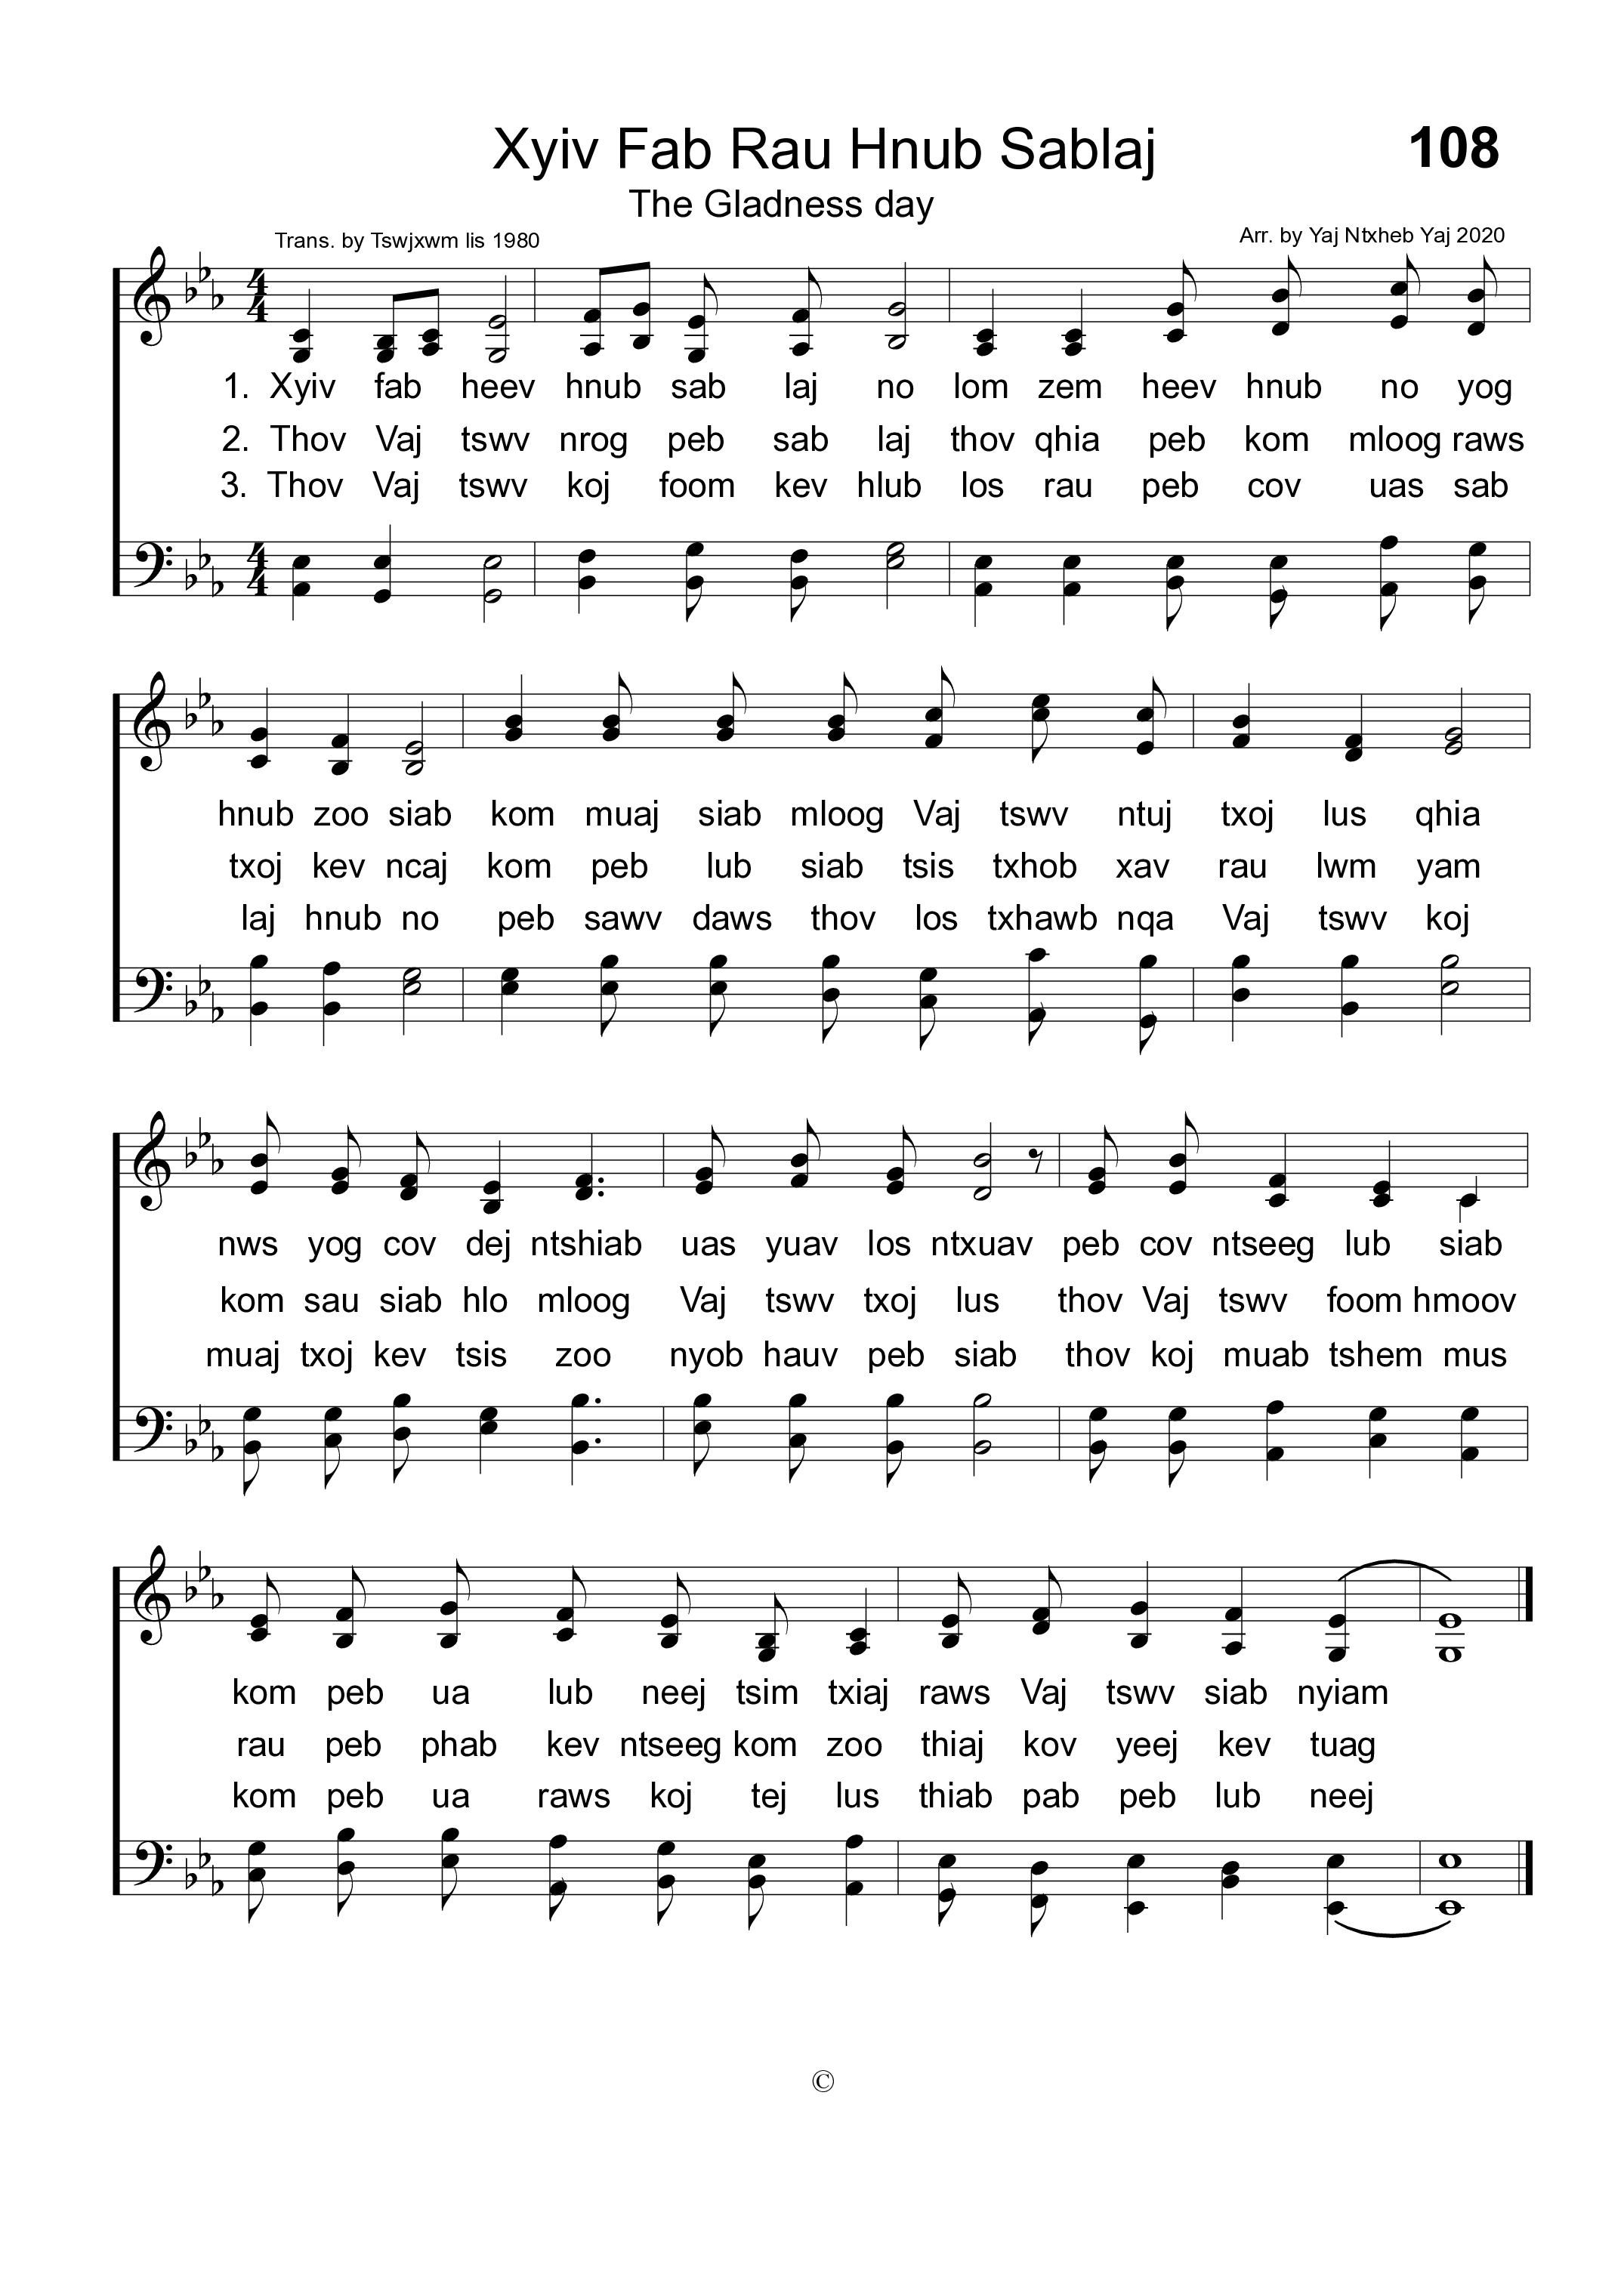 Xyiv Fab Rau Hnub Sablaj
108
The Gladness day
Trans. by Tswjxwm lis 1980
Arr. by Yaj Ntxheb Yaj 2020
1. Xyiv fab heev hnub sab laj no lom zem heev hnub no yog
2. Thov Vaj tswv nrog peb sab laj thov qhia peb kom mloog raws
3. Thov Vaj tswv koj foom kev hlub los rau peb cov uas sab
hnub zoo siab kom muaj siab mloog Vaj tswv ntuj txoj lus qhia
txoj kev ncaj kom peb lub siab tsis txhob xav rau lwm yam
laj hnub no peb sawv daws thov los txhawb nqa Vaj tswv koj
nws yog cov dej ntshiab uas yuav los ntxuav peb cov ntseeg lub siab
kom sau siab hlo mloog Vaj tswv txoj lus thov Vaj tswv foom hmoov
muaj txoj kev tsis zoo nyob hauv peb siab thov koj muab tshem mus
kom peb ua lub neej tsim txiaj raws Vaj tswv siab nyiam
rau peb phab kev ntseeg kom zoo thiaj kov yeej kev tuag
kom peb ua raws koj tej lus thiab pab peb lub neej
©